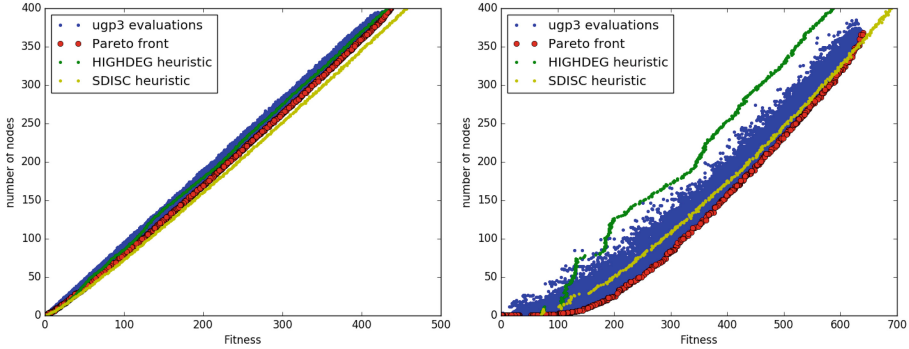 400
350
300
250
200
150
100
50
0
number of nodes
ugp3 evaluations
Pareto front
HIGHDEG heuristic
SDISC heuristic
0 100 200 300 400 500
Fitness
400
350
300
250
200
150
100
50
0
number of nodes
ugp3 evaluations
Pareto front
HIGHDEG heuristic
SDISC heuristic
0 100 200 300 400 500 600 700
Fitness